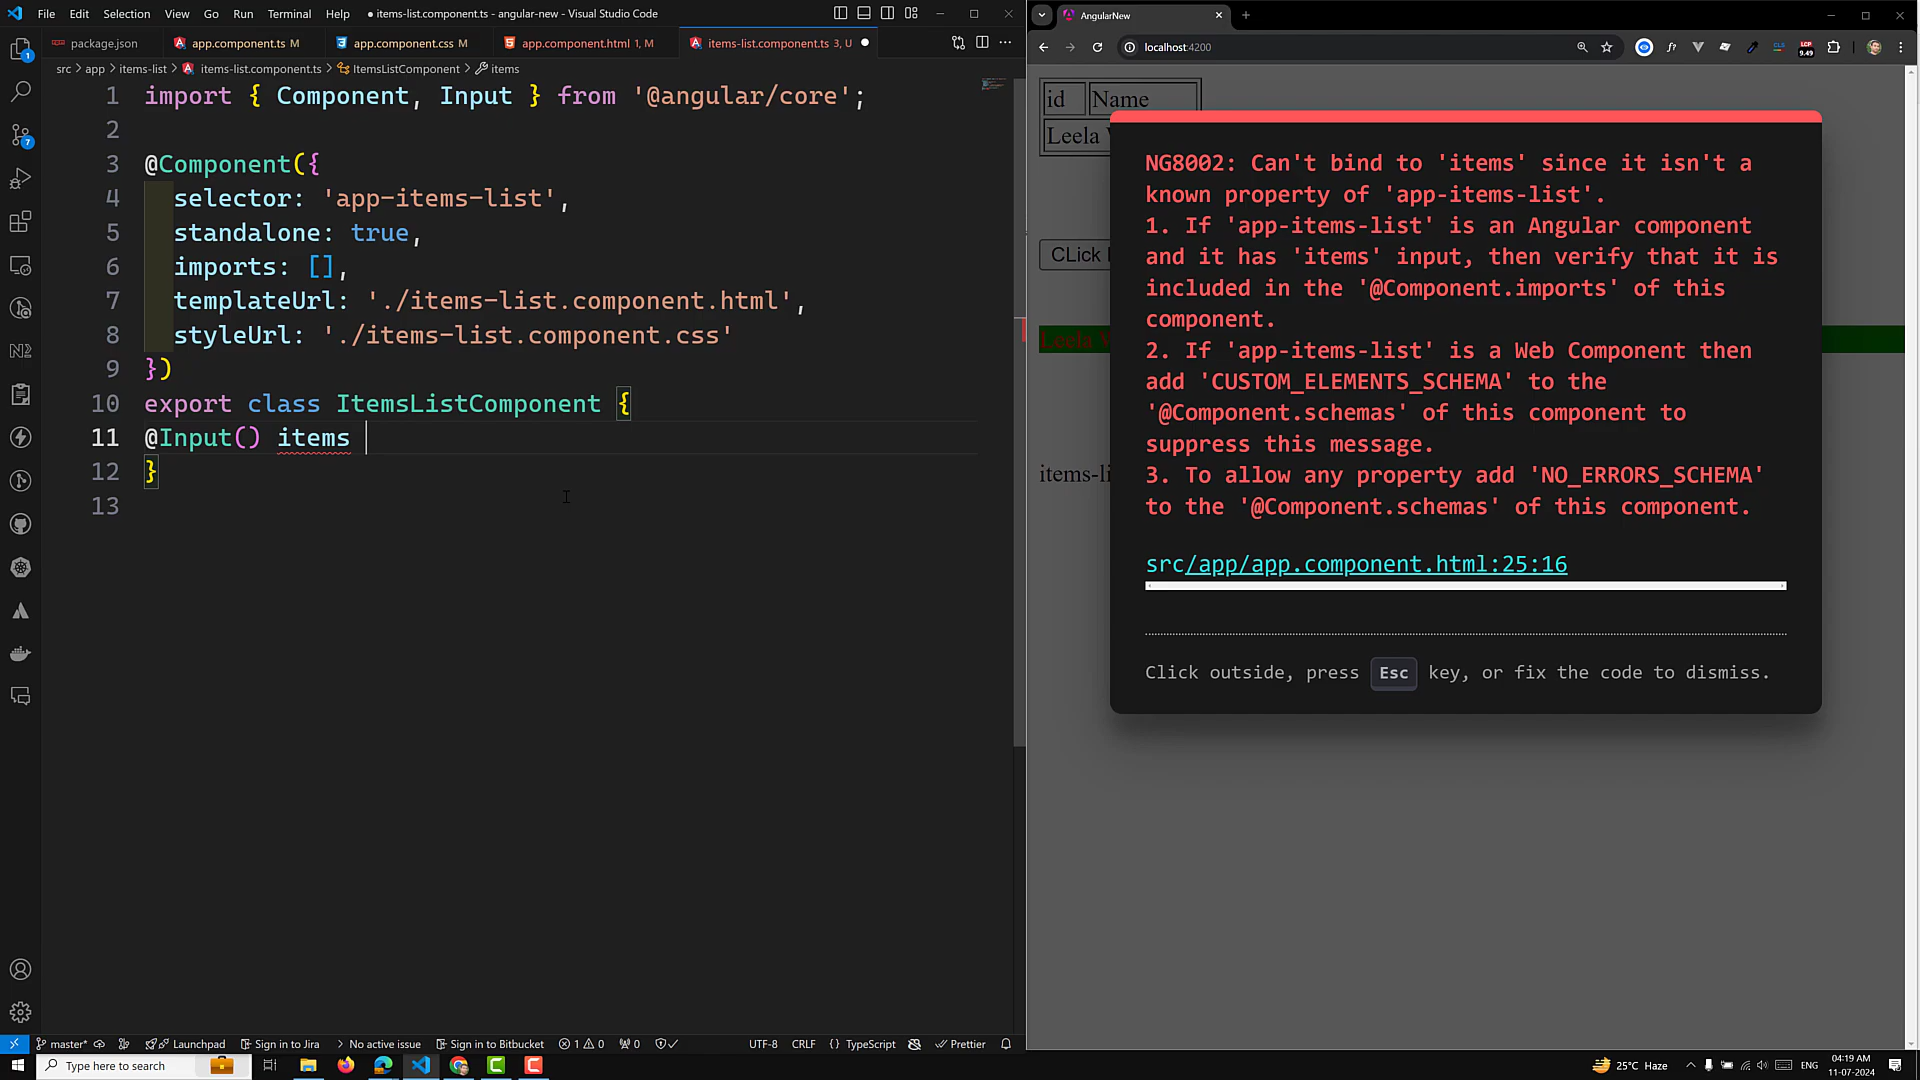 File Edit Selection View Go Run Terminal Help
● items-list.component.ts - angular-new - Visual Studio Code
AngularNew
package.json
app.component.ts M
app.component.css M
app.component.html 1, M
items-list.component.ts 3, U
localhost:4200
src > app > items-list > items-list.component.ts > ItemsListComponent > items
1 import { Component, Input } from '@angular/core';
2
3 @Component({
4 selector: 'app-items-list',
5 standalone: true,
6 imports: [],
7 templateUrl: './items-list.component.html',
8 styleUrl: './items-list.component.css'
9 })
10 export class ItemsListComponent {
11 @Input() items
12 }
13
id Name
Leela
CLick
Leela
items-li
NG8002: Can't bind to 'items' since it isn't a
known property of 'app-items-list'.
1. If 'app-items-list' is an Angular component
and it has 'items' input, then verify that it is
included in the '@Component.imports' of this
component.
2. If 'app-items-list' is a Web Component then
add 'CUSTOM_ELEMENTS_SCHEMA' to the
'@Component.schemas' of this component to
suppress this message.
3. To allow any property add 'NO_ERRORS_SCHEMA'
to the '@Component.schemas' of this component.
src/app/app.component.html:25:16
Click outside, press Esc key, or fix the code to dismiss.
master* Launchpad Sign in to Jira No active issue Sign in to Bitbucket 1 0 0 UTF-8 CRLF {} TypeScript Prettier
Type here to search
25°C Haze
ENG
04:19 AM
11-07-2024